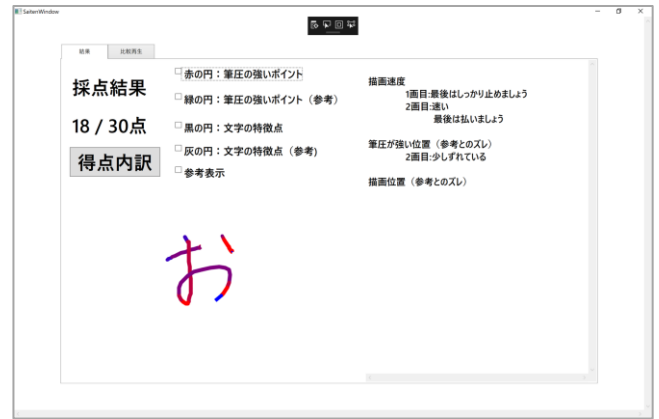 SaitenWindow
結果 比較再生
採点結果
18 / 30点
得点内訳
赤の円：筆圧の強いポイント
緑の円：筆圧の強いポイント（参考）
黒の円：文字の特徴点
灰の円：文字の特徴点（参考)
参考表示
描画速度
1画目:最後はしっかり止めましょう
2画目:速い
最後は払いましょう
筆圧が強い位置（参考とのズレ）
2画目:少しずれている
描画位置（参考とのズレ）
お